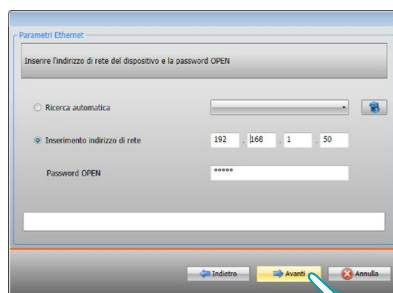 Parametri Ethernet
Inserire l'indirizzo di rete del dispositivo e la password OPEN
Ricerca automatica
Inserimento indirizzo di rete 192 . 168 . 1 . 50
Password OPEN *****
Indietro Avanti Annulla